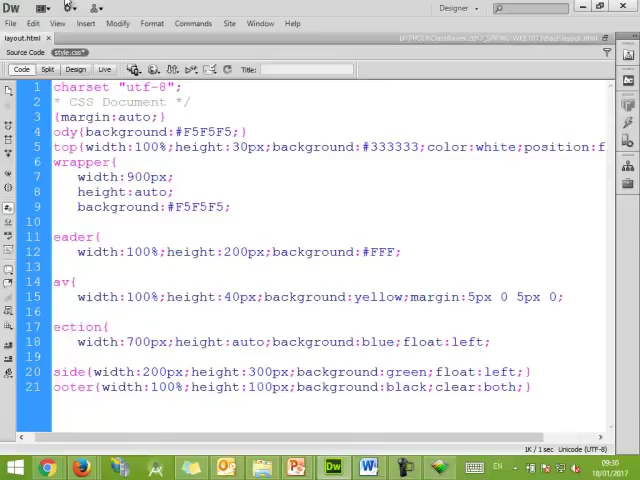 Dw
Designer
File Edit View Insert Modify Format Commands Site Window Help
layout.html ×
Source Code style.css*
Code Split Design Live Title:
1 charset "utf-8";
2 * CSS Document */
3 {margin:auto;}
4 ody{background:#F5F5F5;}
5 top{width:100%;height:30px;background:#333333;color:white;position:f
6 wrapper{
7 width:900px;
8 height:auto;
9 background:#F5F5F5;
10
11 eader{
12 width:100%;height:200px;background:#FFF;
13
14 av{
15 width:100%;height:40px;background:yellow;margin:5px 0 5px 0;
16
17 ection{
18 width:700px;height:auto;background:blue;float:left;
19
20 side{width:200px;height:300px;background:green;float:left;}
21 ooter{width:100%;height:100px;background:black;clear:both;}
1K / 1 sec Unicode (UTF-8)
Dw
EN
09:30
18/01/2017